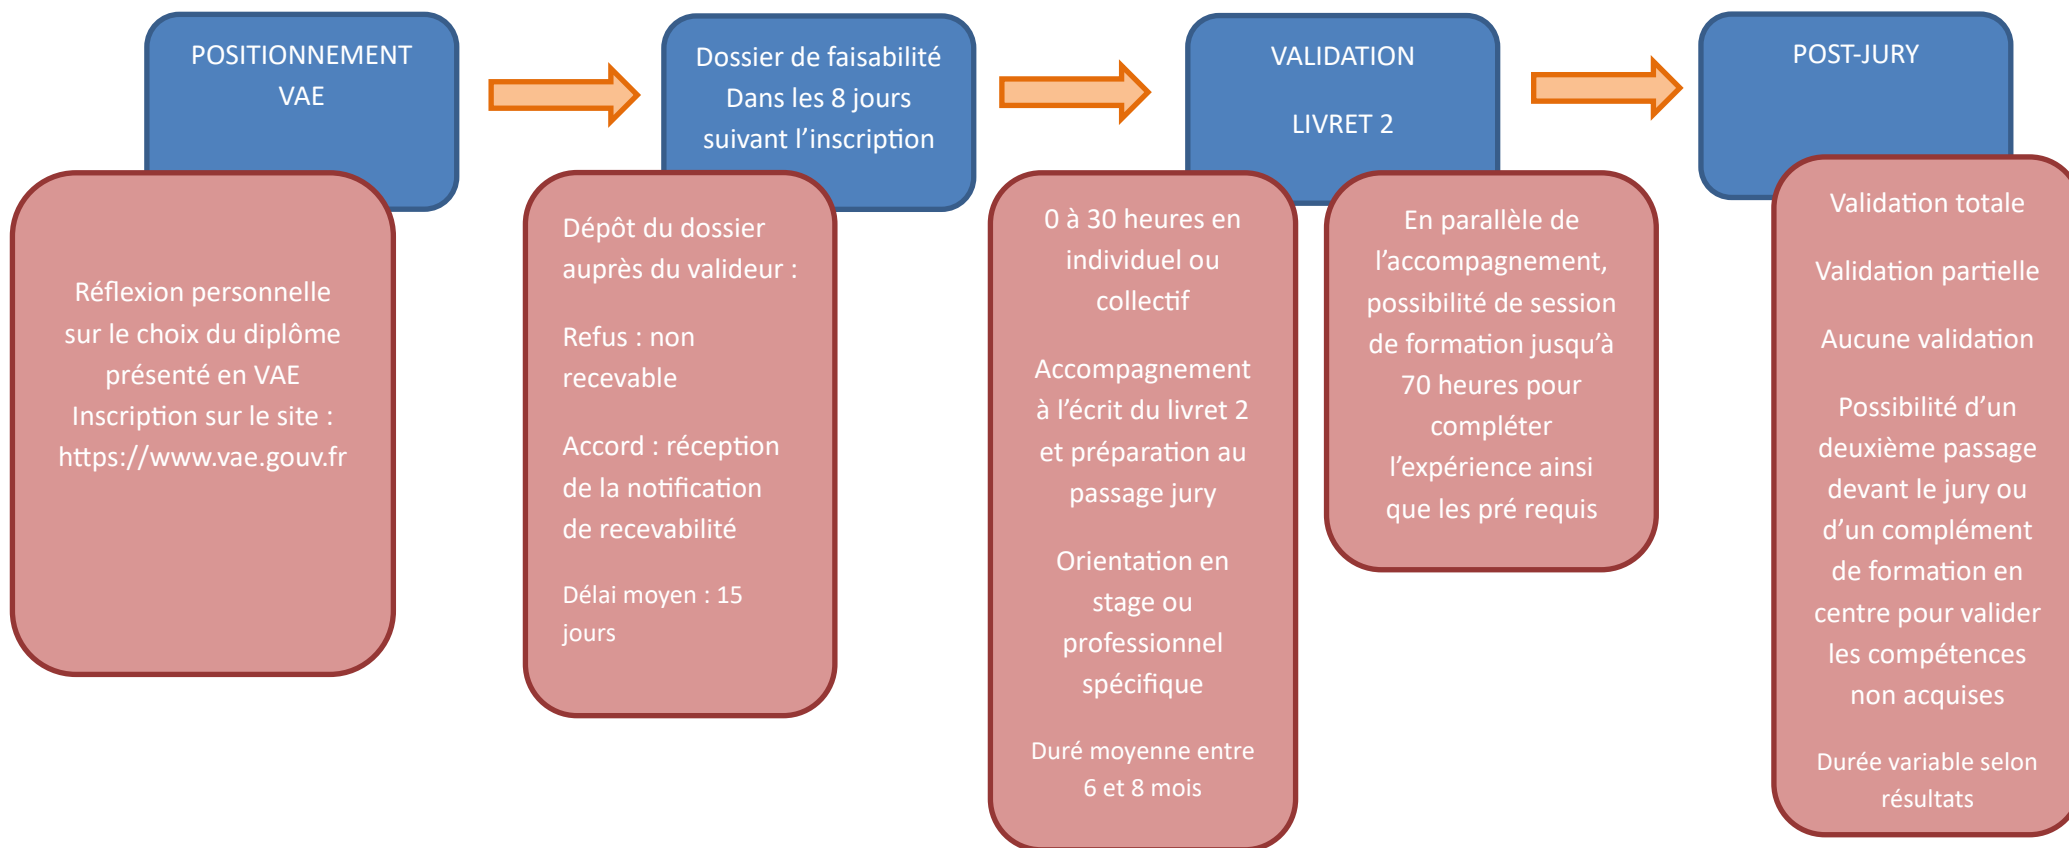 POSITIONNEMENT
VAE
Réflexion personnelle
sur le choix du diplôme
présenté en VAE
Inscription sur le site :
https://www.vae.gouv.fr
Dossier de faisabilité
Dans les 8 jours
suivant l’inscription
Dépôt du dossier
auprès du valideur :
Refus : non
recevable
Accord : réception
de la notification
de recevabilité
Délai moyen : 15
jours
VALIDATION
LIVRET 2
0 à 30 heures en
individuel ou
collectif
Accompagnement
à l’écrit du livret 2
et préparation au
passage jury
Orientation en
stage ou
professionnel
spécifique
Duré moyenne entre
6 et 8 mois
En parallèle de
l’accompagnement,
possibilité de session
de formation jusqu’à
70 heures pour
compléter
l’expérience ainsi
que les pré requis
POST-JURY
Validation totale
Validation partielle
Aucune validation
Possibilité d’un
deuxième passage
devant le jury ou
d’un complément
de formation en
centre pour valider
les compétences
non acquises
Durée variable selon
résultats